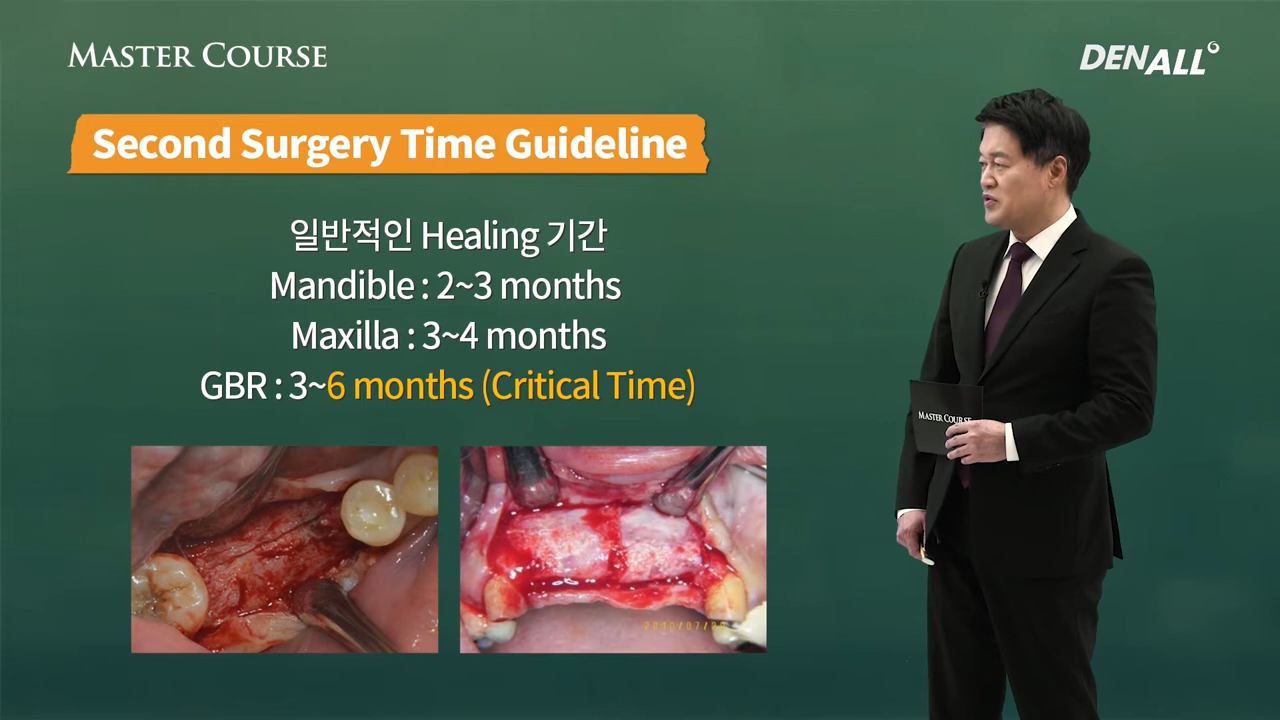 MASTER COURSE
DENALL
Second Surgery Time Guideline
일반적인 Healing 기간
Mandible : 2~3 months
Maxilla : 3~4 months
GBR : 3~6 months (Critical Time)
MASTER COURSE